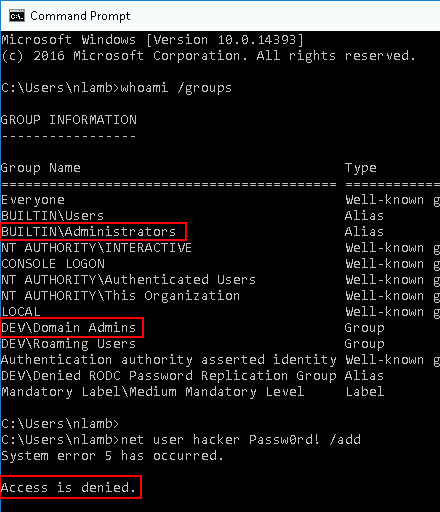 Command Prompt
Microsoft Windows [Version 10.0.14393]
(c) 2016 Microsoft Corporation. All rights reserved.
C:\Users\nlamb>whoami /groups
GROUP INFORMATION
-----------------
Group Name Type
========================================== =============
Everyone Well-known g
BUILTIN\Users Alias
BUILTIN\Administrators Alias
NT AUTHORITY\INTERACTIVE Well-known g
CONSOLE LOGON Well-known g
NT AUTHORITY\Authenticated Users Well-known g
NT AUTHORITY\This Organization Well-known g
LOCAL Well-known g
DEV\Domain Admins Group
DEV\Roaming Users Group
Authentication authority asserted identity Well-known g
DEV\Denied RODC Password Replication Group Alias
Mandatory Label\Medium Mandatory Level Label
C:\Users\nlamb>
C:\Users\nlamb>net user hacker Passw0rd! /add
System error 5 has occurred.
Access is denied.